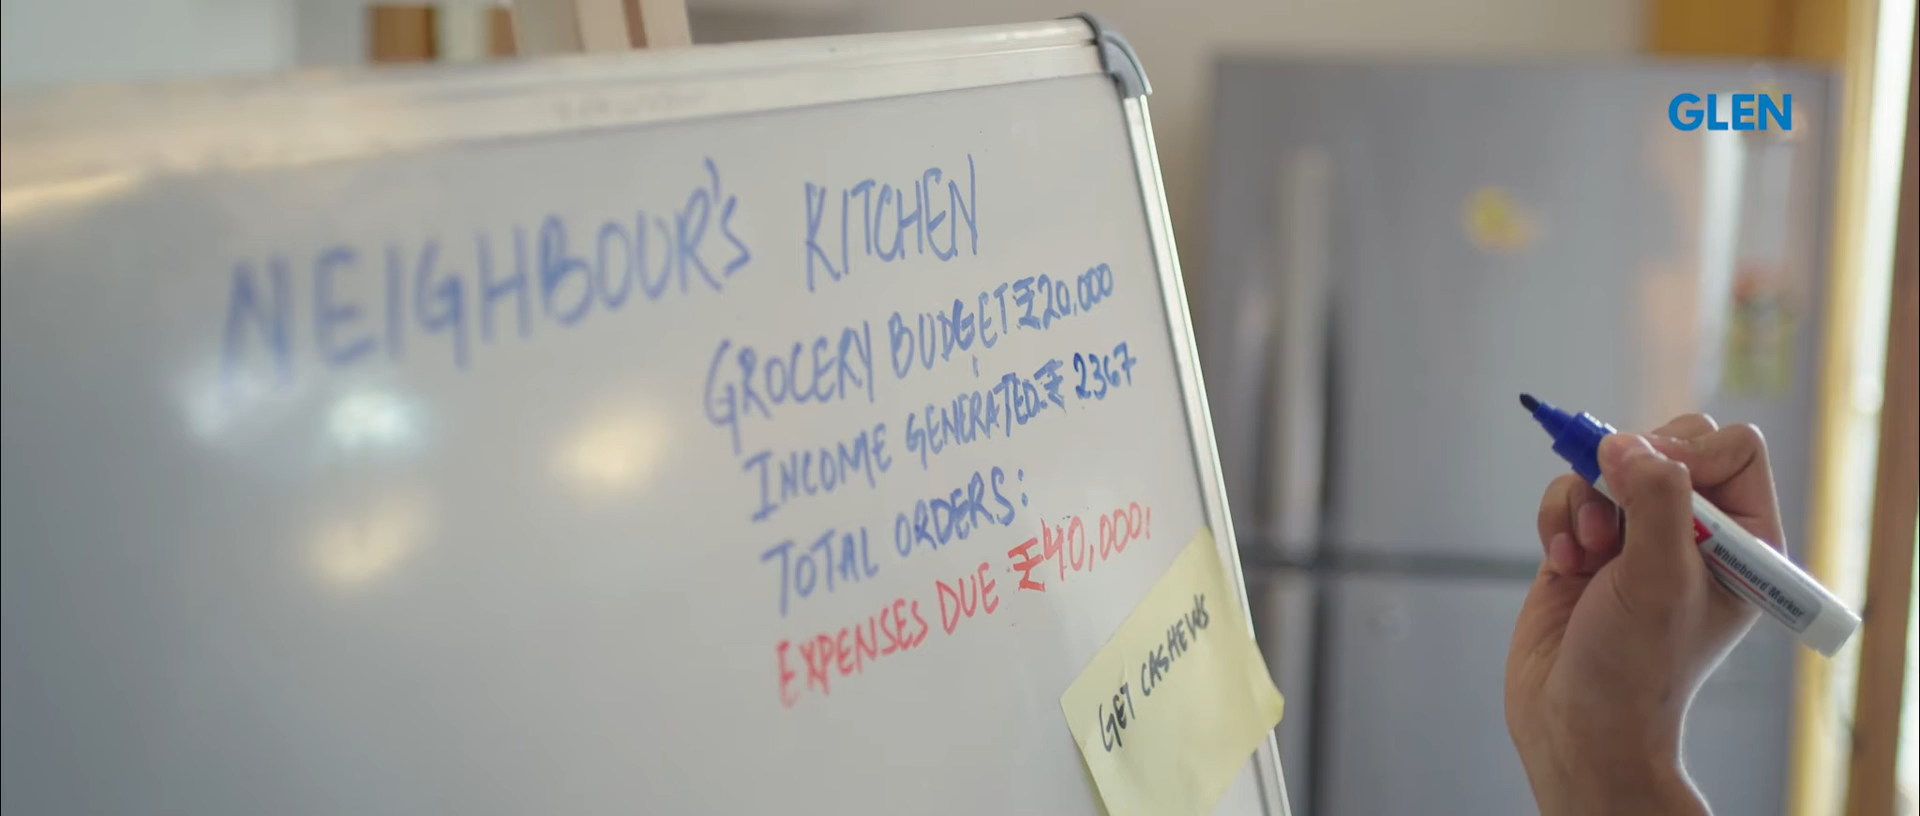 GLEN
NEIGHBOUR'S KITCHEN
GROCERY BUDGET ₹20,000
INCOME GENERATED ₹ 2367
TOTAL ORDERS:
EXPENSES DUE ₹40,000!
GET CASHEWS
Whiteboard Marker